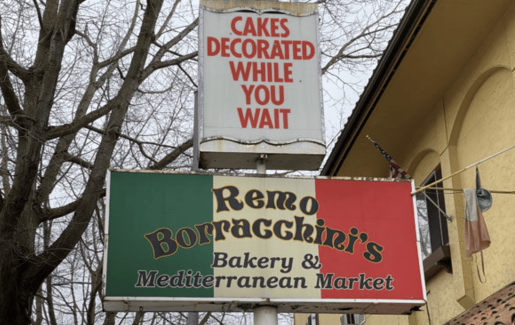 CAKES
DECORATED
WHILE
YOU
WAIT
Remo
Borracchini's
Bakery &
Mediterranean Market